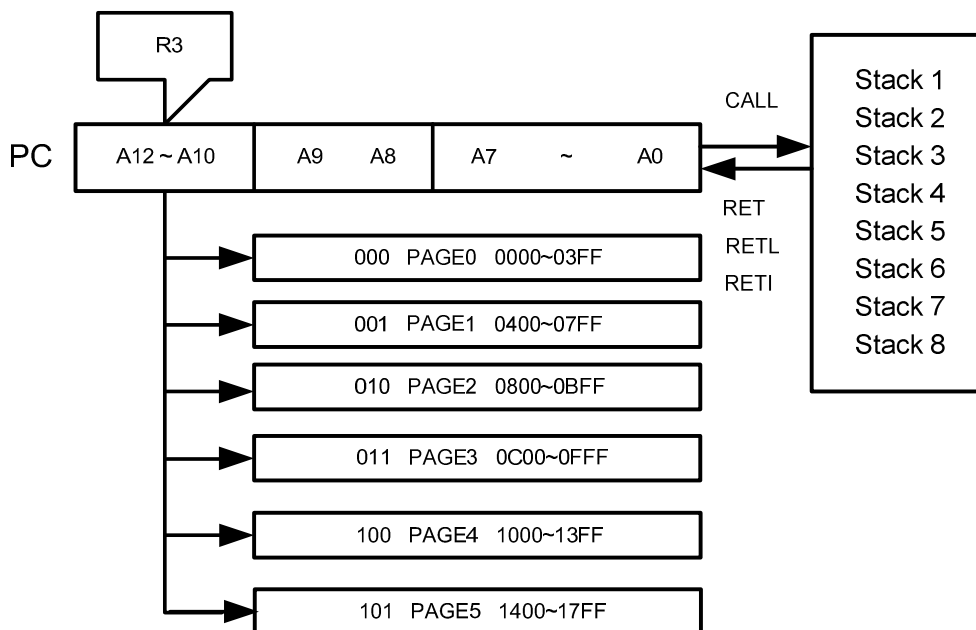 R3
PC
A12 ~ A10
A9 A8
A7 ~ A0
CALL
RET
RETL
RETI
Stack 1
Stack 2
Stack 3
Stack 4
Stack 5
Stack 6
Stack 7
Stack 8
000 PAGE0 0000~03FF
001 PAGE1 0400~07FF
010 PAGE2 0800~0BFF
011 PAGE3 0C00~0FFF
100 PAGE4 1000~13FF
101 PAGE5 1400~17FF